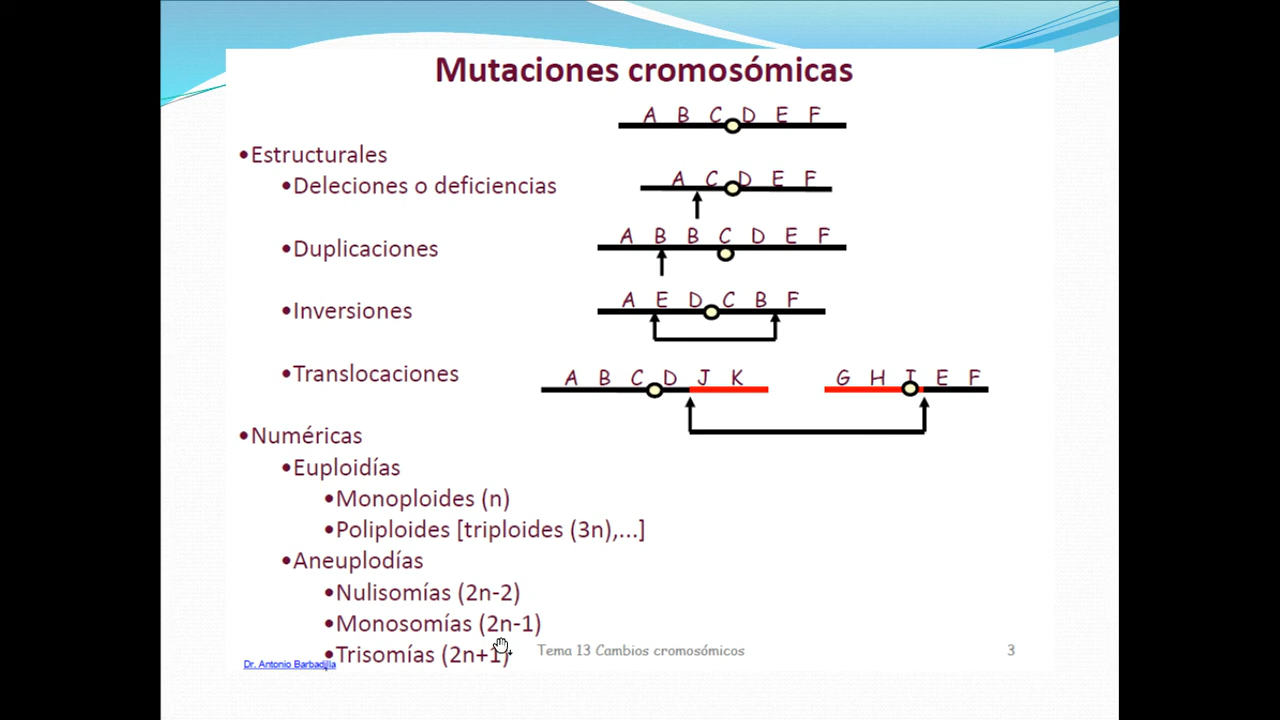 Mutaciones cromosómicas
A B C D E F
•Estructurales
•Deleciones o deficiencias
A C D E F
•Duplicaciones
A B B C D E F
•Inversiones
A E D C B F
•Translocaciones
A B C D J K
G H I E F
•Numéricas
•Euploidías
•Monoploides (n)
•Poliploides [triploides (3n),...]
•Aneuplodías
•Nulisomías (2n-2)
•Monosomías (2n-1)
•Trisomías (2n+1)
Dr. Antonio Barbadilla
Tema 13 Cambios cromosómicos
3